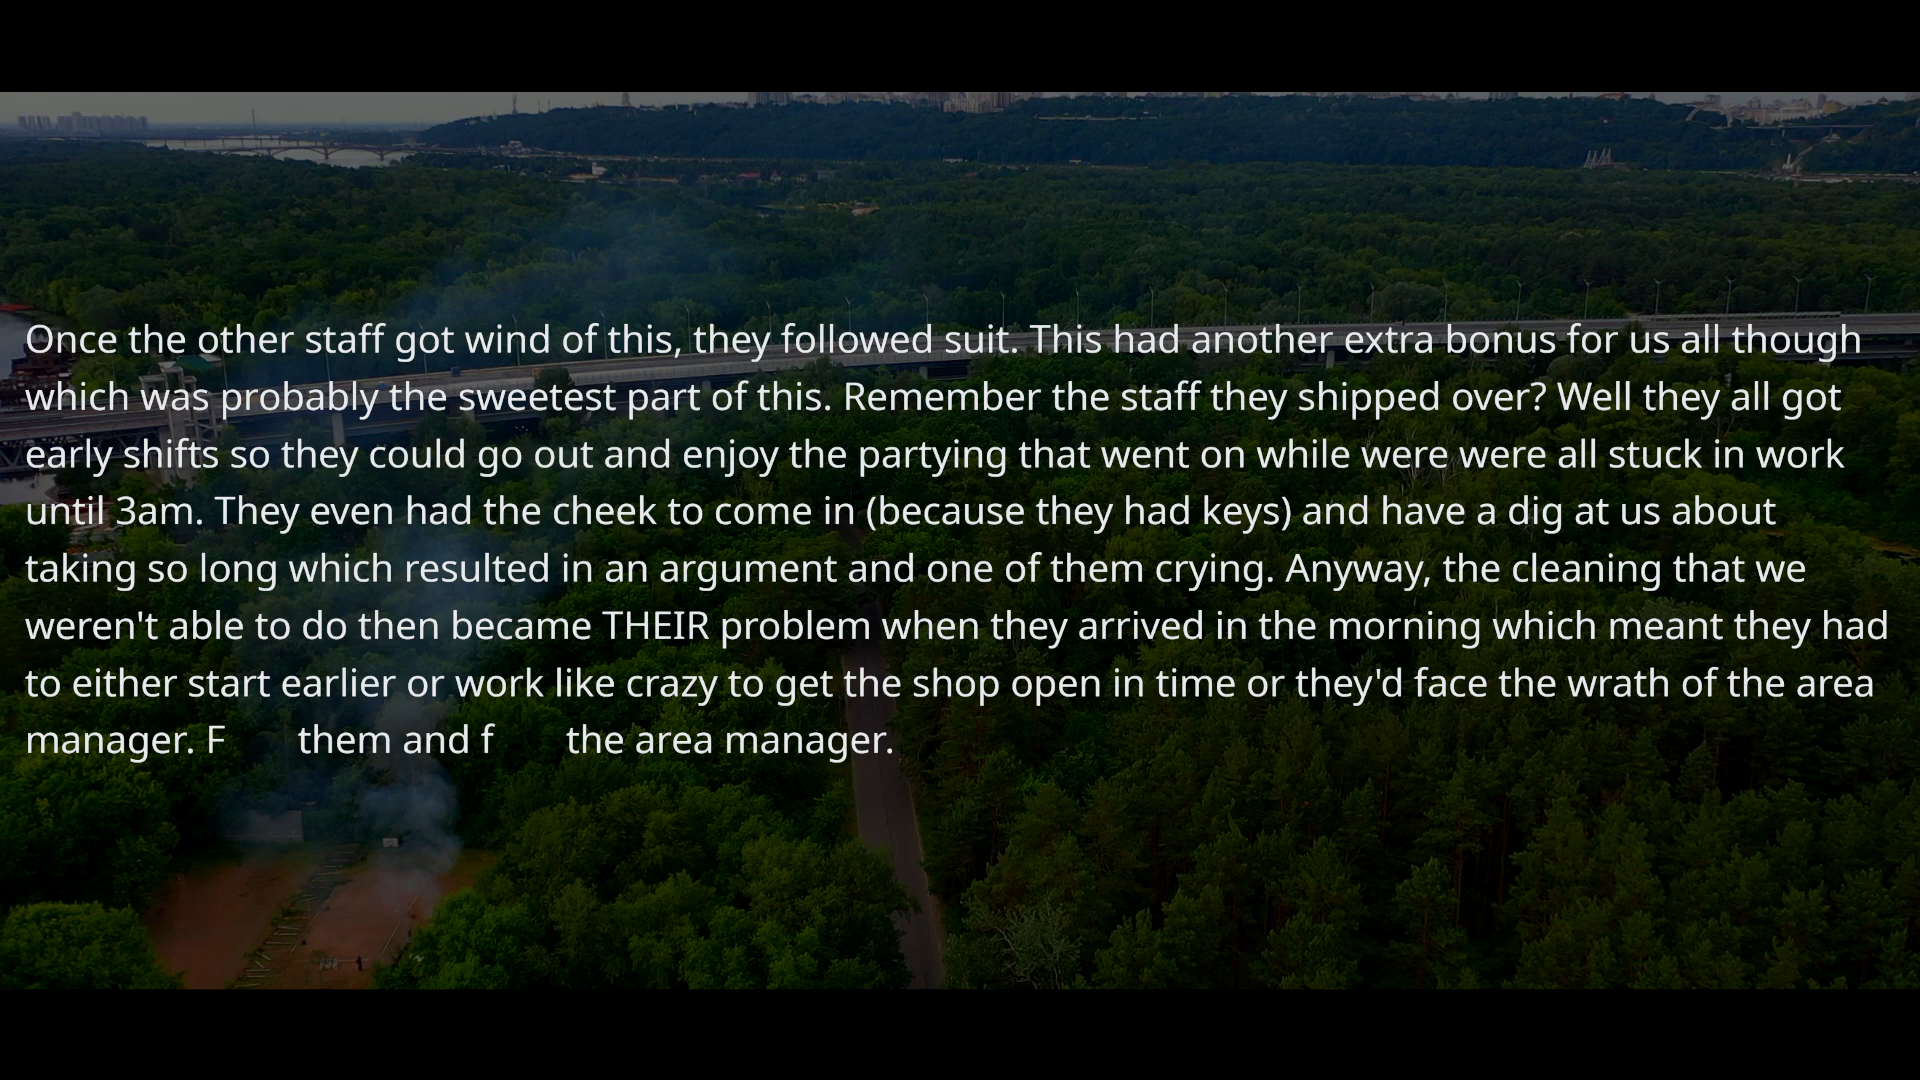 Once the other staff got wind of this, they followed suit. This had another extra bonus for us all though
which was probably the sweetest part of this. Remember the staff they shipped over? Well they all got
early shifts so they could go out and enjoy the partying that went on while were were all stuck in work
until 3am. They even had the cheek to come in (because they had keys) and have a dig at us about
taking so long which resulted in an argument and one of them crying. Anyway, the cleaning that we
weren't able to do then became THEIR problem when they arrived in the morning which meant they had
to either start earlier or work like crazy to get the shop open in time or they'd face the wrath of the area
manager. F them and f the area manager.